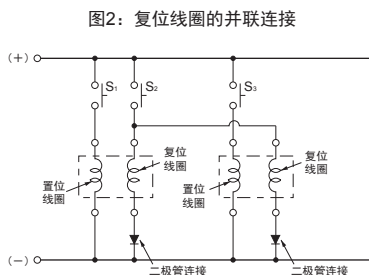 图2：复位线圈的并联连接
(+)
S₁
S₂
S₃
复位
线圈
复位
线圈
置位
线圈
置位
线圈
(−)
二极管连接
二极管连接